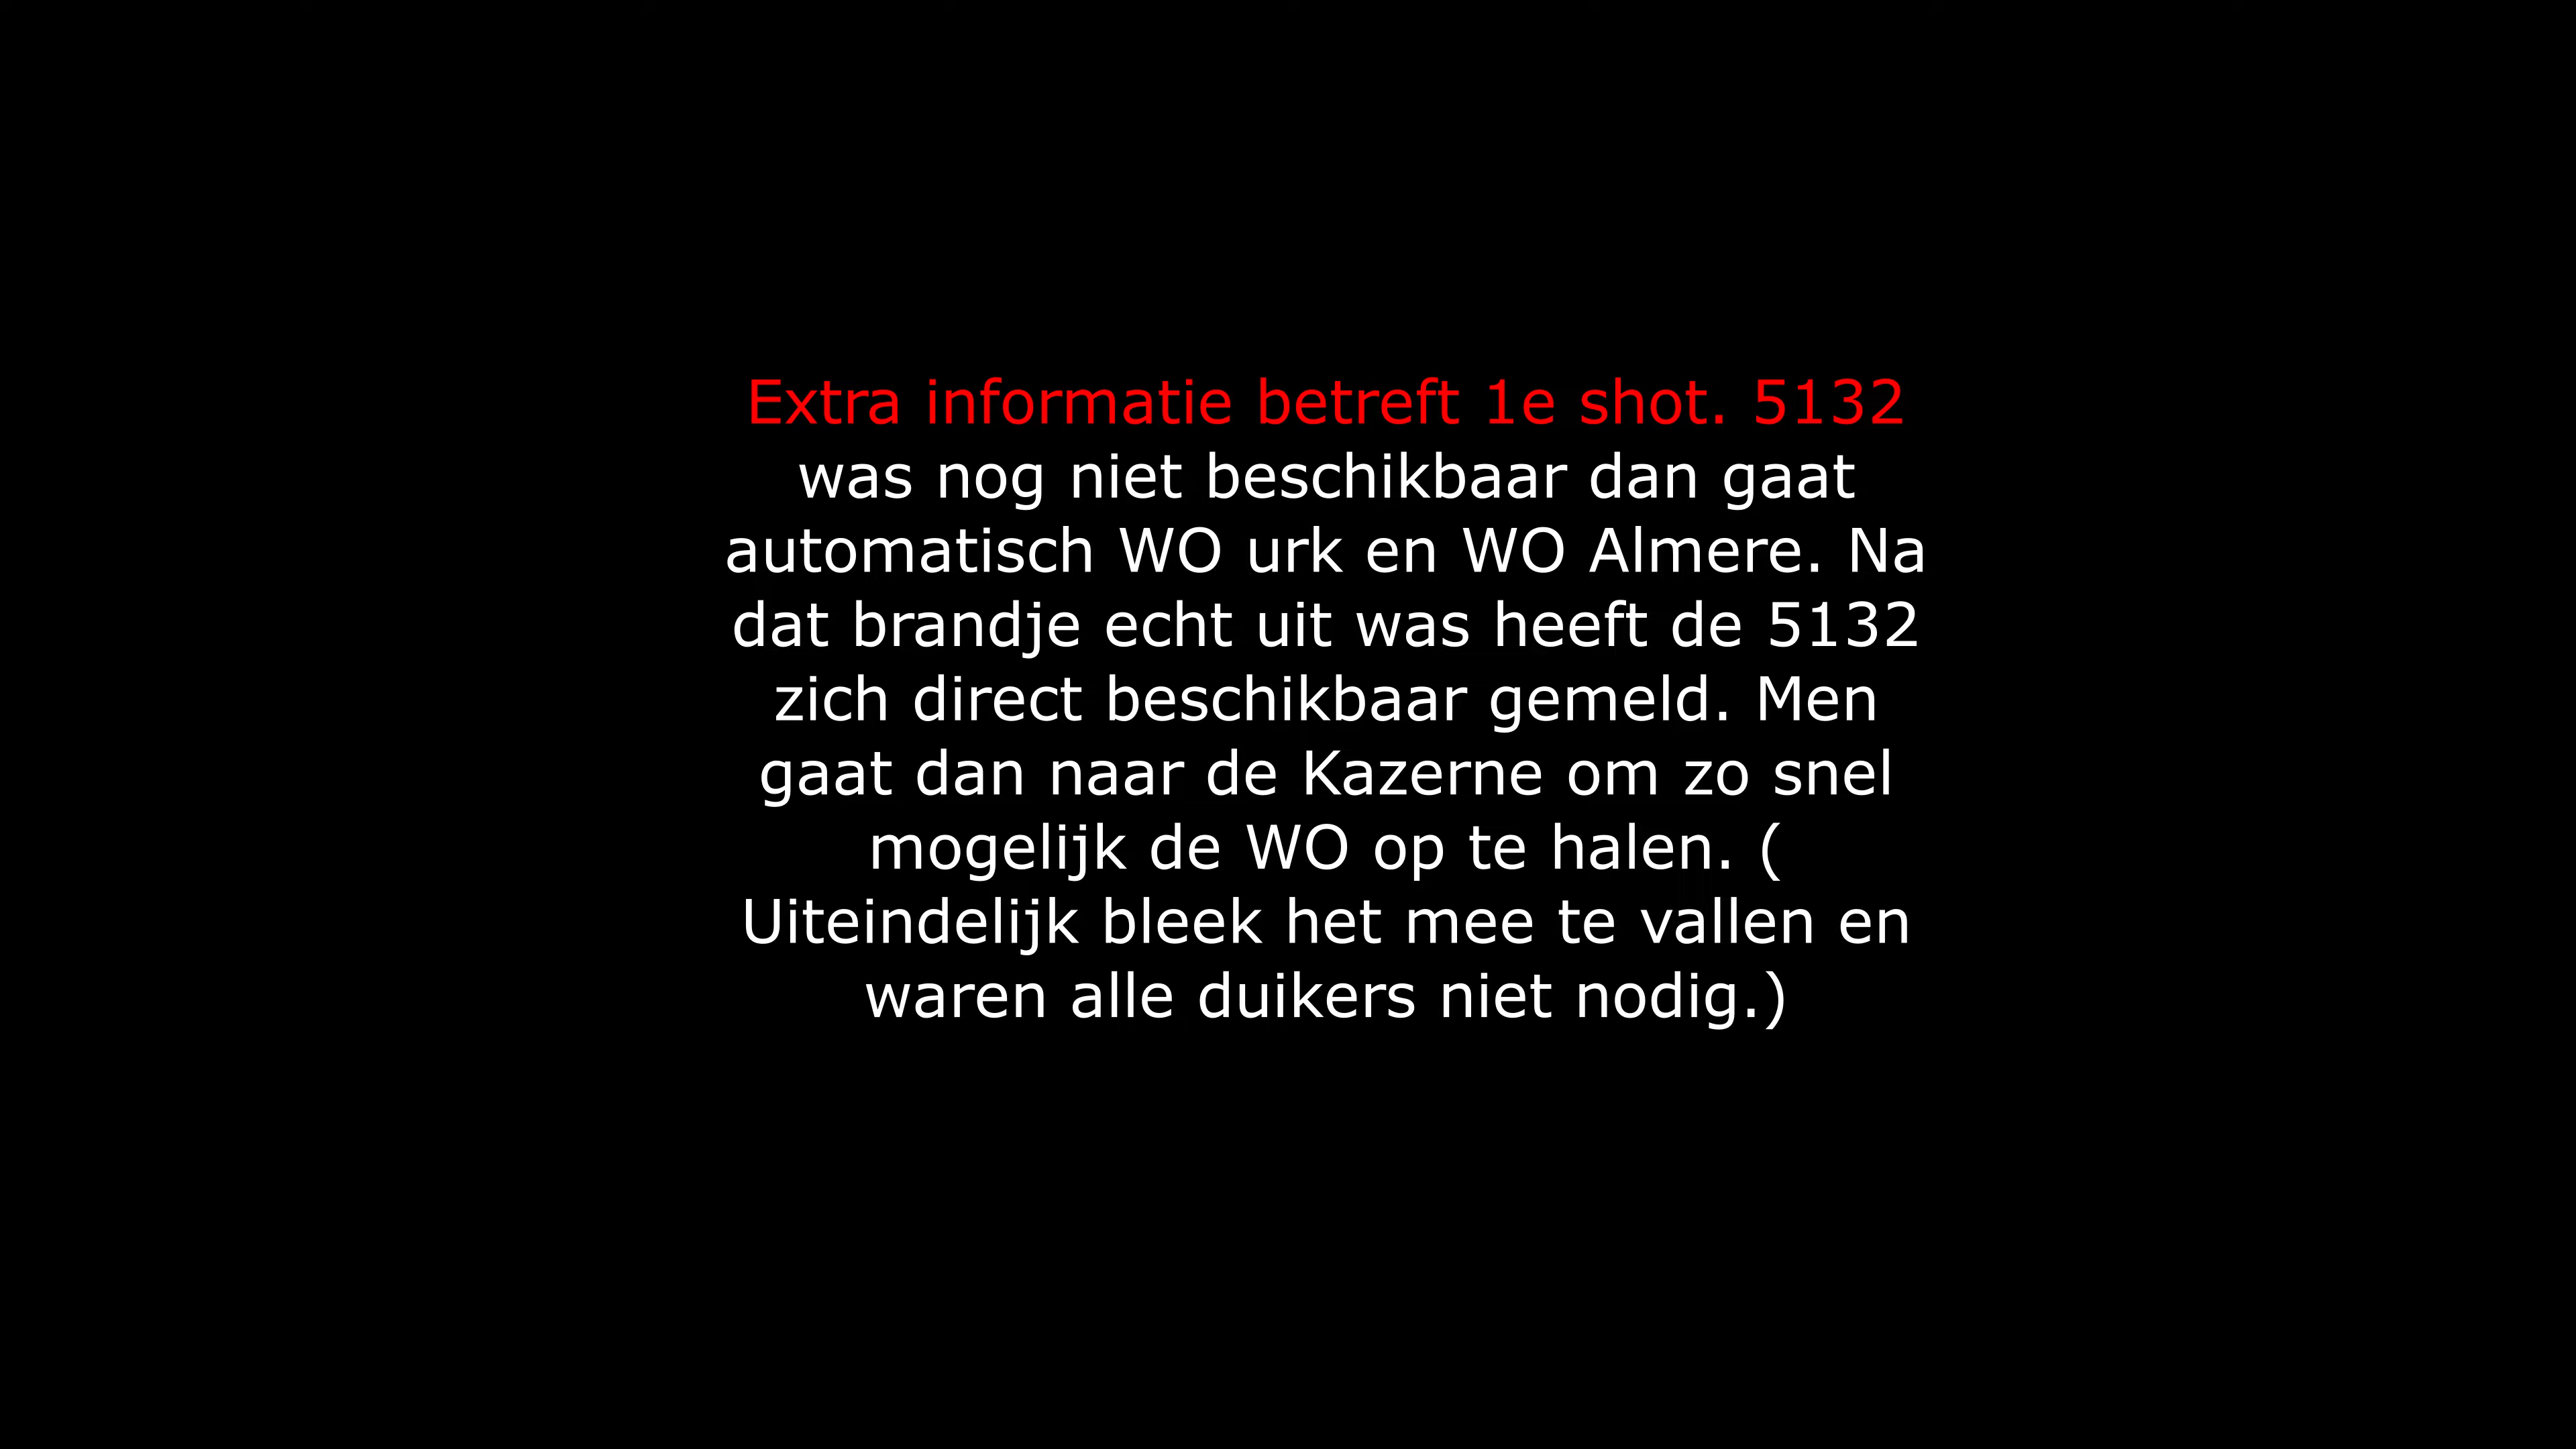 Extra informatie betreft 1e shot. 5132
was nog niet beschikbaar dan gaat
automatisch WO urk en WO Almere. Na
dat brandje echt uit was heeft de 5132
zich direct beschikbaar gemeld. Men
gaat dan naar de Kazerne om zo snel
mogelijk de WO op te halen. (
Uiteindelijk bleek het mee te vallen en
waren alle duikers niet nodig.)